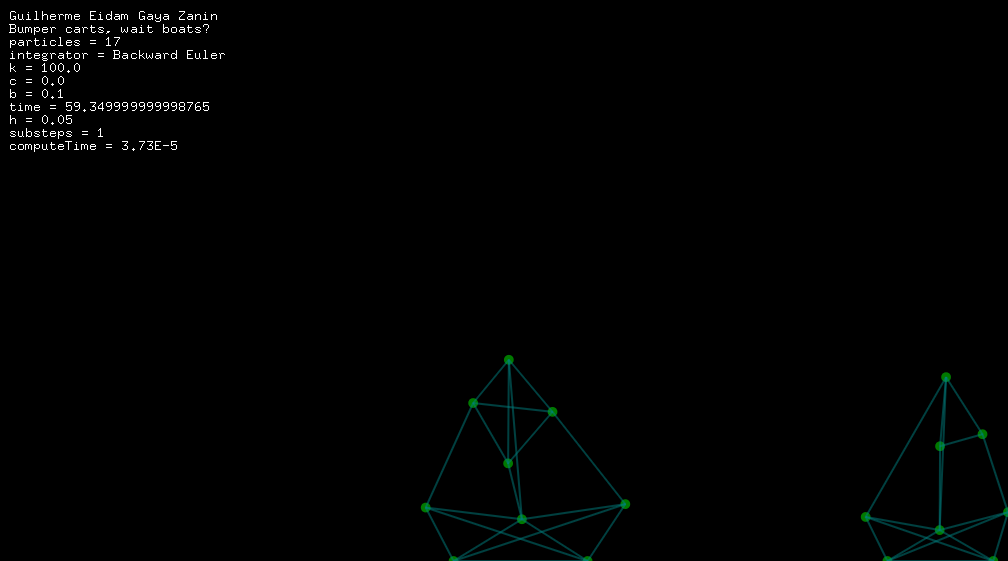 Guilherme Eidam Gaya Zanin
Bumper carts, wait boats?
particles = 17
integrator = Backward Euler
k = 100.0
c = 0.0
b = 0.1
time = 59.349999999998765
h = 0.05
substeps = 1
computeTime = 3.73E-5